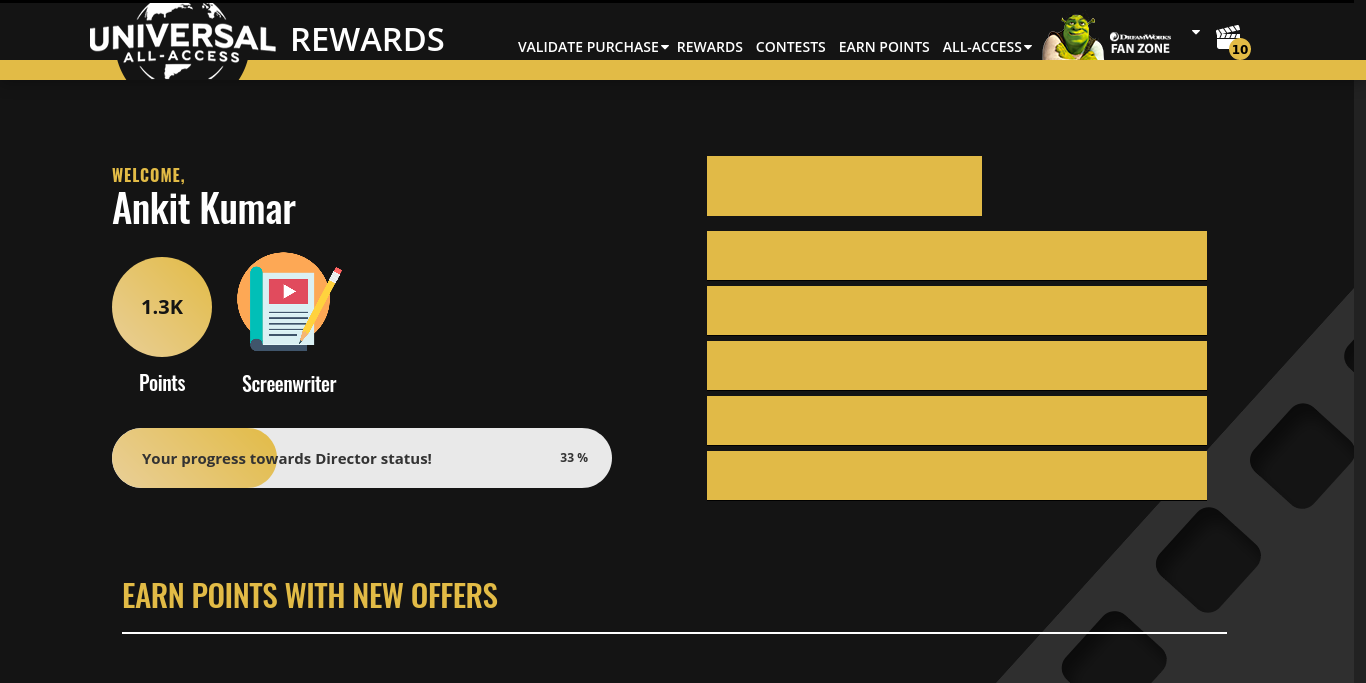 UNIVERSAL
ALL-ACCESS
REWARDS
VALIDATE PURCHASE
REWARDS
CONTESTS
EARN POINTS
ALL-ACCESS
DREAMWORKS
FAN ZONE
10
WELCOME,
Ankit Kumar
1.3K
Points
Screenwriter
Your progress towards Director status!
33 %
EARN POINTS WITH NEW OFFERS